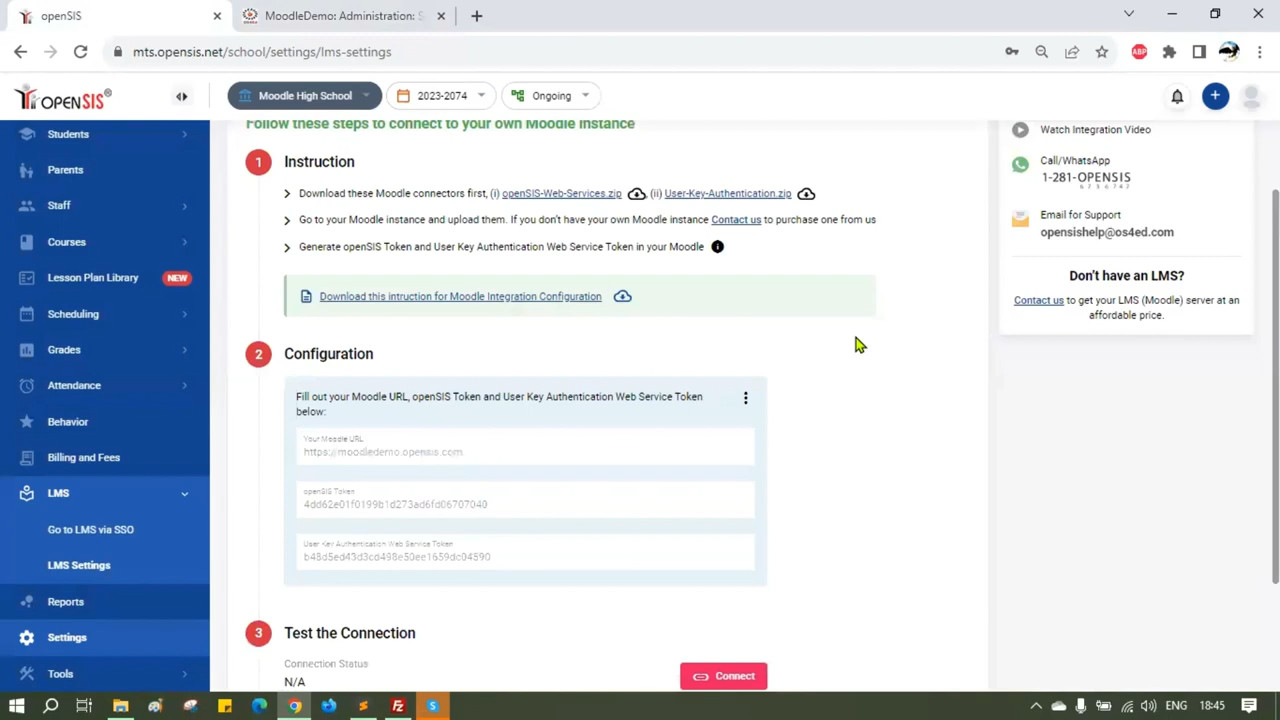 openSIS
MoodleDemo: Administration: S
mts.opensis.net/school/settings/lms-settings
ABP
OPENSIS®
Moodle High School
2023-2074
Ongoing
Students
Parents
Staff
Courses
Lesson Plan Library
NEW
Scheduling
Grades
Attendance
Behavior
Billing and Fees
LMS
Go to LMS via SSO
LMS Settings
Reports
Settings
Tools
Follow these steps to connect to your own Moodle instance
1 Instruction
Download these Moodle connectors first, (i) openSIS-Web-Services.zip , (ii) User-Key-Authentication.zip
Go to your Moodle instance and upload them. If you don't have your own Moodle instance Contact us to purchase one from us
Generate openSIS Token and User Key Authentication Web Service Token in your Moodle
Download this intruction for Moodle Integration Configuration
2 Configuration
Fill out your Moodle URL, openSIS Token and User Key Authentication Web Service Token
below:
Your Moodle URL
https://moodledemo.opensis.com
openSIS Token
4dd62e01f0199b1d273ad6fd06707040
User Key Authentication Web Service Token
b48d5ed43d3cd498e50ee1659dc04590
3 Test the Connection
Connection Status
N/A
Connect
Watch Integration Video
Call/WhatsApp
1-281-OPENSIS
6736747
Email for Support
opensishelp@os4ed.com
Don't have an LMS?
Contact us to get your LMS (Moodle) server at an
affordable price.
ENG
18:45